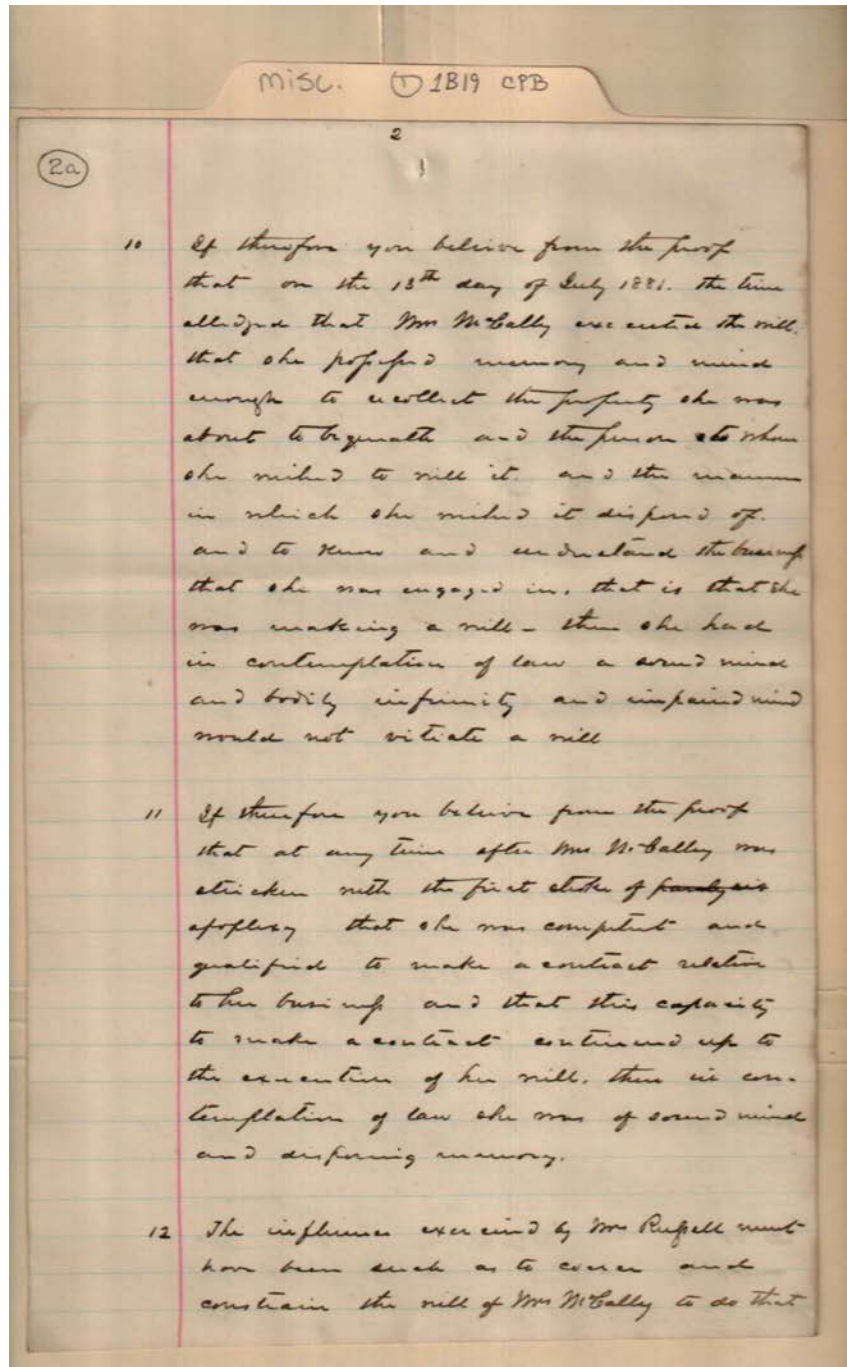 Misc. ① 1B19 CPB
2
2a
10 If therefore you believe from the proof
that on the 13th day of July 1881. the time
alledged that Mrs McCalley executed the will.
that she possessed memory and mind
enough to recollect the property she was
about to bequeath and the person to whom
she wished to will it. and the manner
in which she wished it disposed of.
and to know and understand the business
that she was engaged in. that is that she
was making a will - then she had
in contemplation of law a sound mind
and bodily infirmity and impaired mind
would not vitiate a will
11 If therefore you believe from the proof
that at any time after Mrs McCalley was
stricken with the first stroke of paralysis
apoplexy that she was competent and
qualified to make a contract relative
to her business and that this capacity
to make a contract continued up to
the execution of her will. then in con-
templation of law she was of sound mind
and disposing memory.
12 The influence exercised by Mrs Russell must
have been such as to coerce and
constrain the will of Mrs McCalley to do that